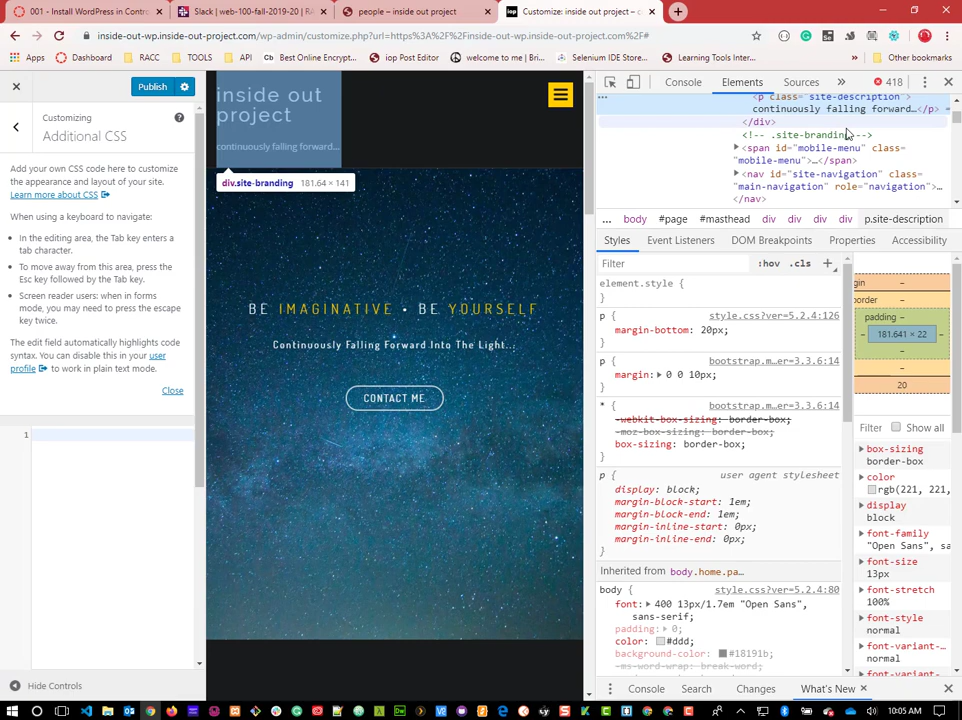 001 - Install WordPress in Contro
Slack | web-100-fall-2019-20 | RA
people – inside out project
iop
Customize: inside out project – c
inside-out-wp.inside-out-project.com/wp-admin/customize.php?url=https%3A%2F%2Finside-out-wp.inside-out-project.com%2F#
Apps
Dashboard
RACC
TOOLS
API
Best Online Encrypt...
iop Post Editor
welcome to me | Bri...
Selenium IDE Store...
Learning Tools Inter...
Other bookmarks
Publish
Customizing
Additional CSS
Add your own CSS code here to customize
the appearance and layout of your site.
Learn more about CSS
When using a keyboard to navigate:
In the editing area, the Tab key enters a
tab character.
To move away from this area, press the
Esc key followed by the Tab key.
Screen reader users: when in forms
mode, you may need to press the escape
key twice.
The edit field automatically highlights code
syntax. You can disable this in your user
profile to work in plain text mode.
Close
1
Hide Controls
inside out
project
continuously falling forward...
div.site-branding 181.64 × 141
BE IMAGINATIVE • BE YOURSELF
Continuously Falling Forward Into The Light...
CONTACT ME
Console
Elements
Sources
»
418
<p class="site-description">
continuously falling forward…</p> =
</div>
<!-- .site-branding -->
<span id="mobile-menu" class=
"mobile-menu">…</span>
<nav id="site-navigation" class=
"main-navigation" role="navigation">…
</nav>
... body #page #masthead div div div div p.site-description
Styles
Event Listeners
DOM Breakpoints
Properties
Accessibility
Filter
:hov .cls +
element.style {
}
p { style.css?ver=5.2.4:126
margin-bottom: 20px;
}
p { bootstrap.m…e=3.3.6:14
margin: 0 0 10px;
}
* { bootstrap.m…e=3.3.6:14
-webkit-box-sizing: border-box;
-moz-box-sizing: border-box;
box-sizing: border-box;
}
p { user agent stylesheet
display: block;
margin-block-start: 1em;
margin-block-end: 1em;
margin-inline-start: 0px;
margin-inline-end: 0px;
}
Inherited from body.home.pa…
body { style.css?ver=5.2.4:80
font: 400 13px/1.7em "Open Sans",
sans-serif;
padding: 0;
color: #ddd;
background-color: #18191b;
-ms-word-wrap: break-word;
gin –
border –
padding –
– 181.641 × 22 –
–
–
20
Filter
Show all
box-sizing
border-box
color
rgb(221, 221,
display
block
font-family
"Open Sans", sa
font-size
13px
font-stretch
100%
font-style
normal
font-variant-…
normal
font-variant-…
Console
Search
Changes
What's New
10:05 AM